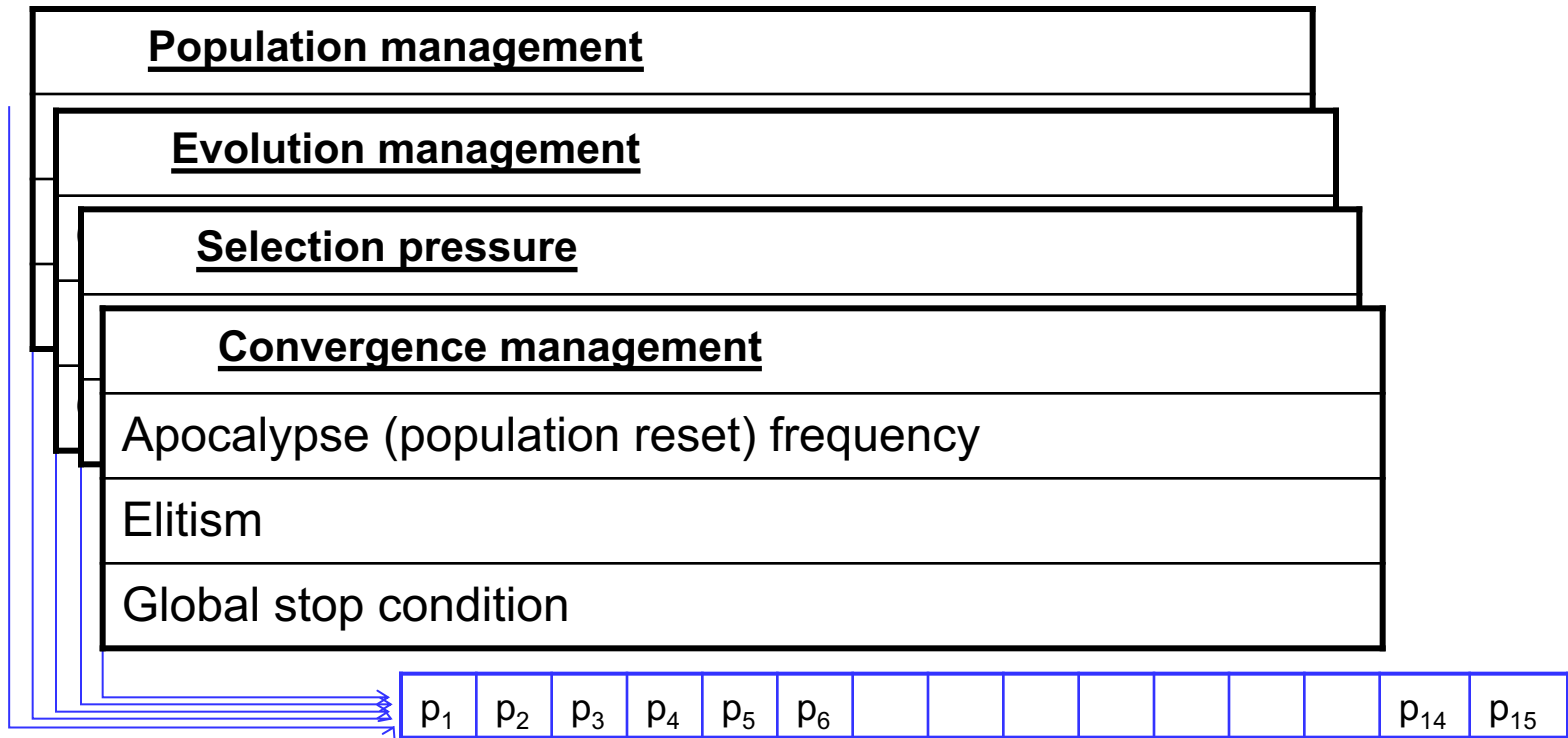 Population management
Evolution management
Selection pressure
Convergence management
Apocalypse (population reset) frequency
Elitism
Global stop condition
p₁ p₂ p₃ p₄ p₅ p₆ p₁₄ p₁₅